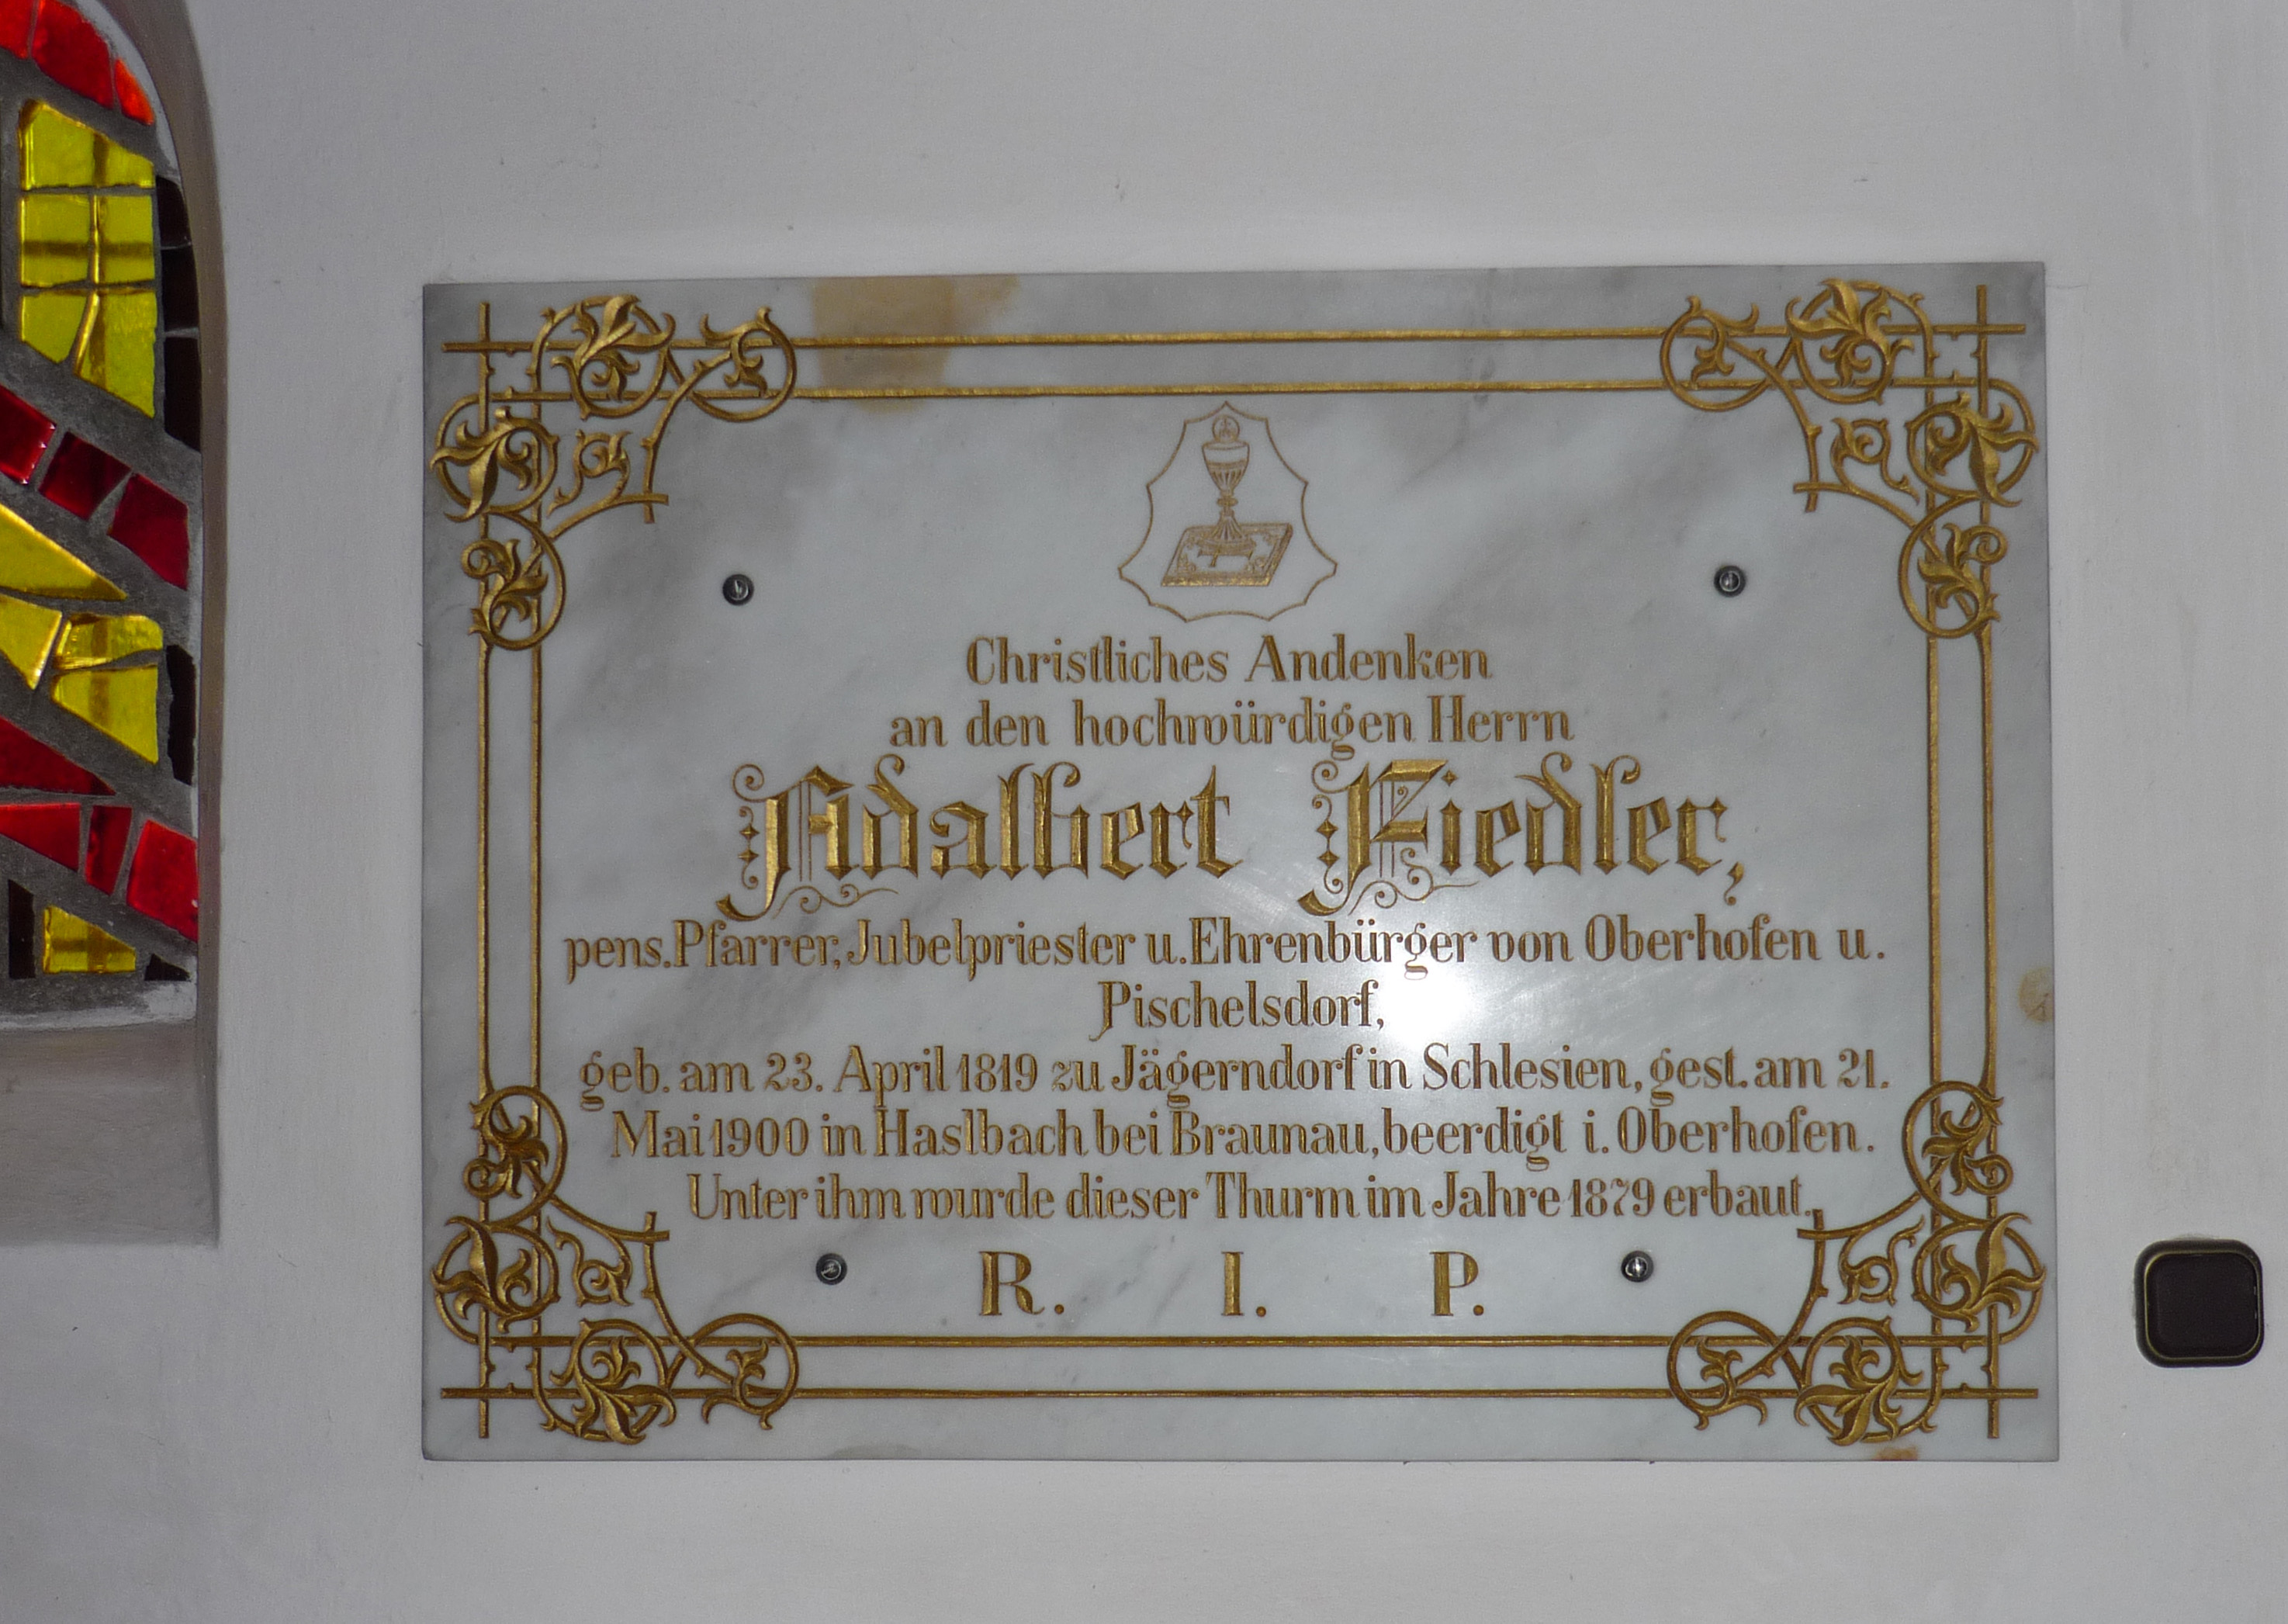 Christliches Andenken
an den hochwürdigen Herrn
Adalbert Fiedler,
pens. Pfarrer, Jubelpriester u. Ehrenbürger von Oberhofen u.
Pischelsdorf,
geb. am 23. April 1819 zu Jägerndorf in Schlesien, gest. am 21.
Mai 1900 in Haslbach bei Braunau, beerdigt i. Oberhofen.
Unter ihm wurde dieser Thurm im Jahre 1879 erbaut.
R. I. P.